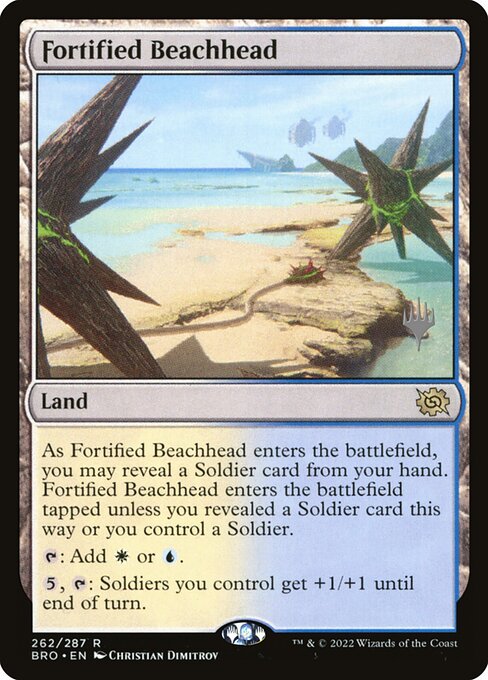 Fortified Beachhead
Land
As Fortified Beachhead enters the battlefield,
you may reveal a Soldier card from your hand.
Fortified Beachhead enters the battlefield
tapped unless you revealed a Soldier card this
way or you control a Soldier.
: Add or .
5, : Soldiers you control get +1/+1 until
end of turn.
262/287 R
BRO • EN CHRISTIAN DIMITROV
™ & © 2022 Wizards of the Coast